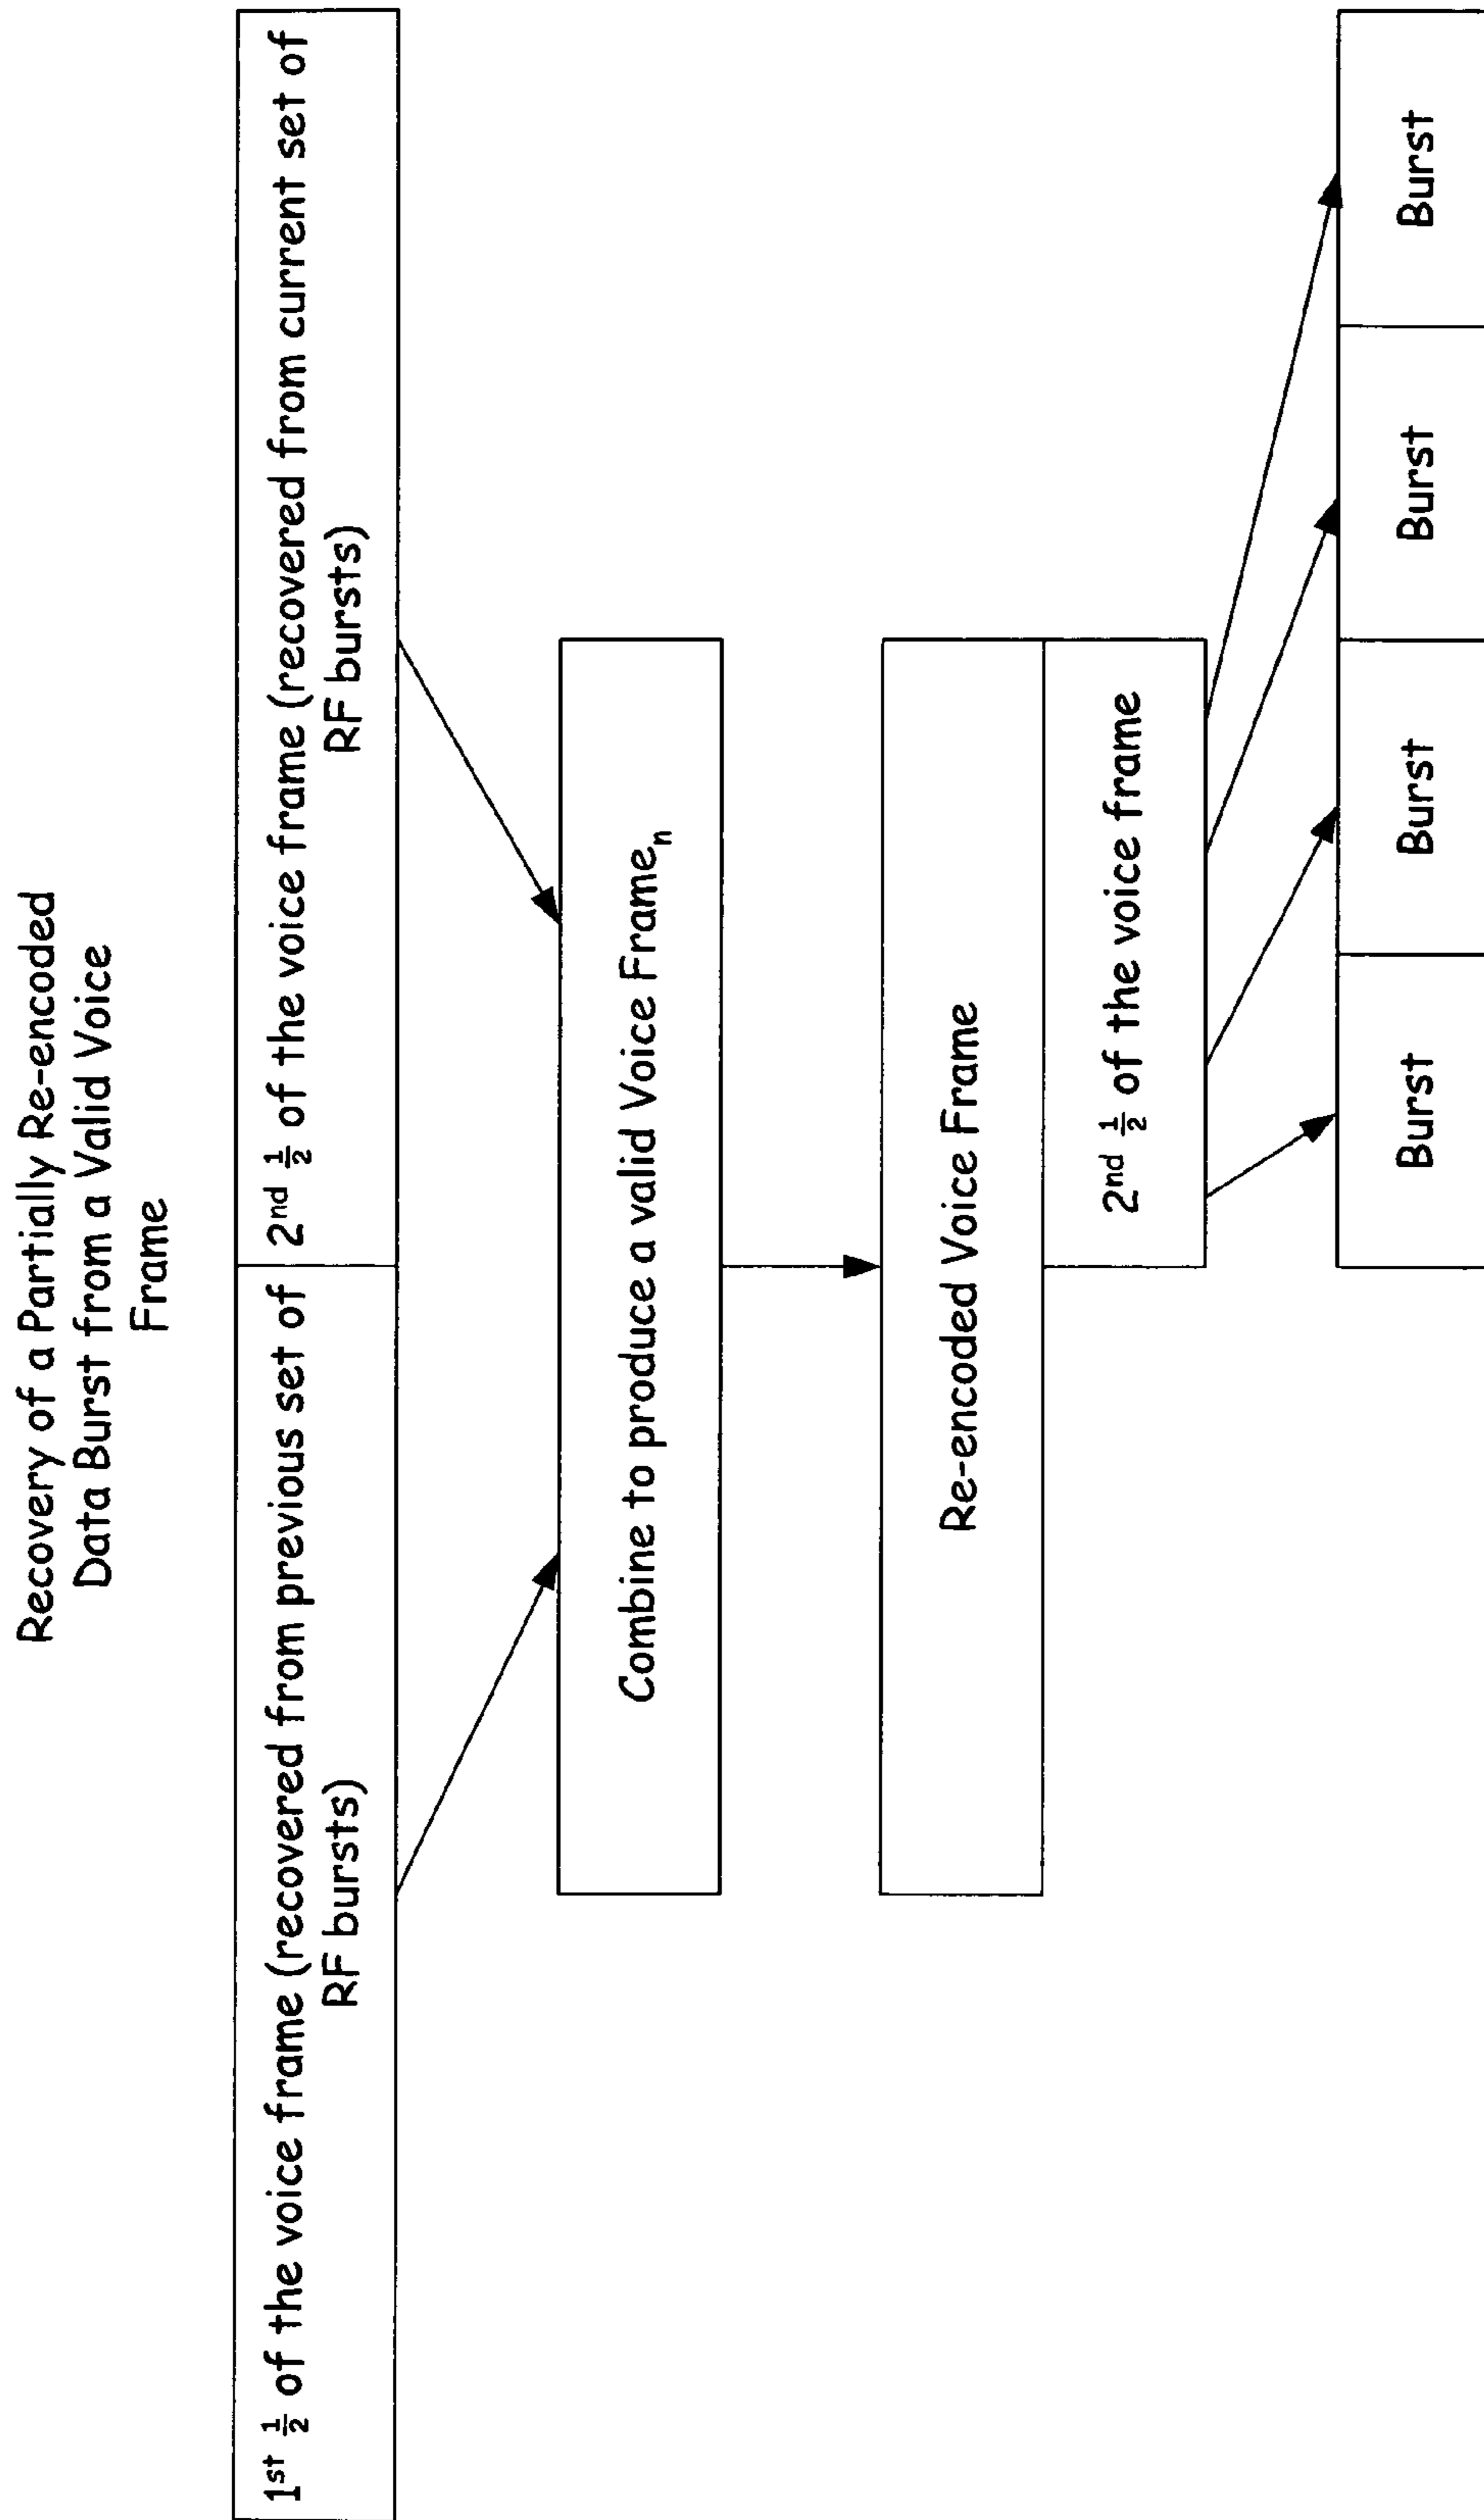 Recovery of a Partially Re-encoded
Data Burst from a Valid Voice
Frame
1st ½ of the voice frame (recovered from previous set of
RF bursts)
2nd ½ of the voice frame (recovered from current set of
RF bursts)
Combine to produce a valid Voice Frameₙ
Re-encoded Voice Frame
2nd ½ of the voice frame
Burst
Burst
Burst
Burst